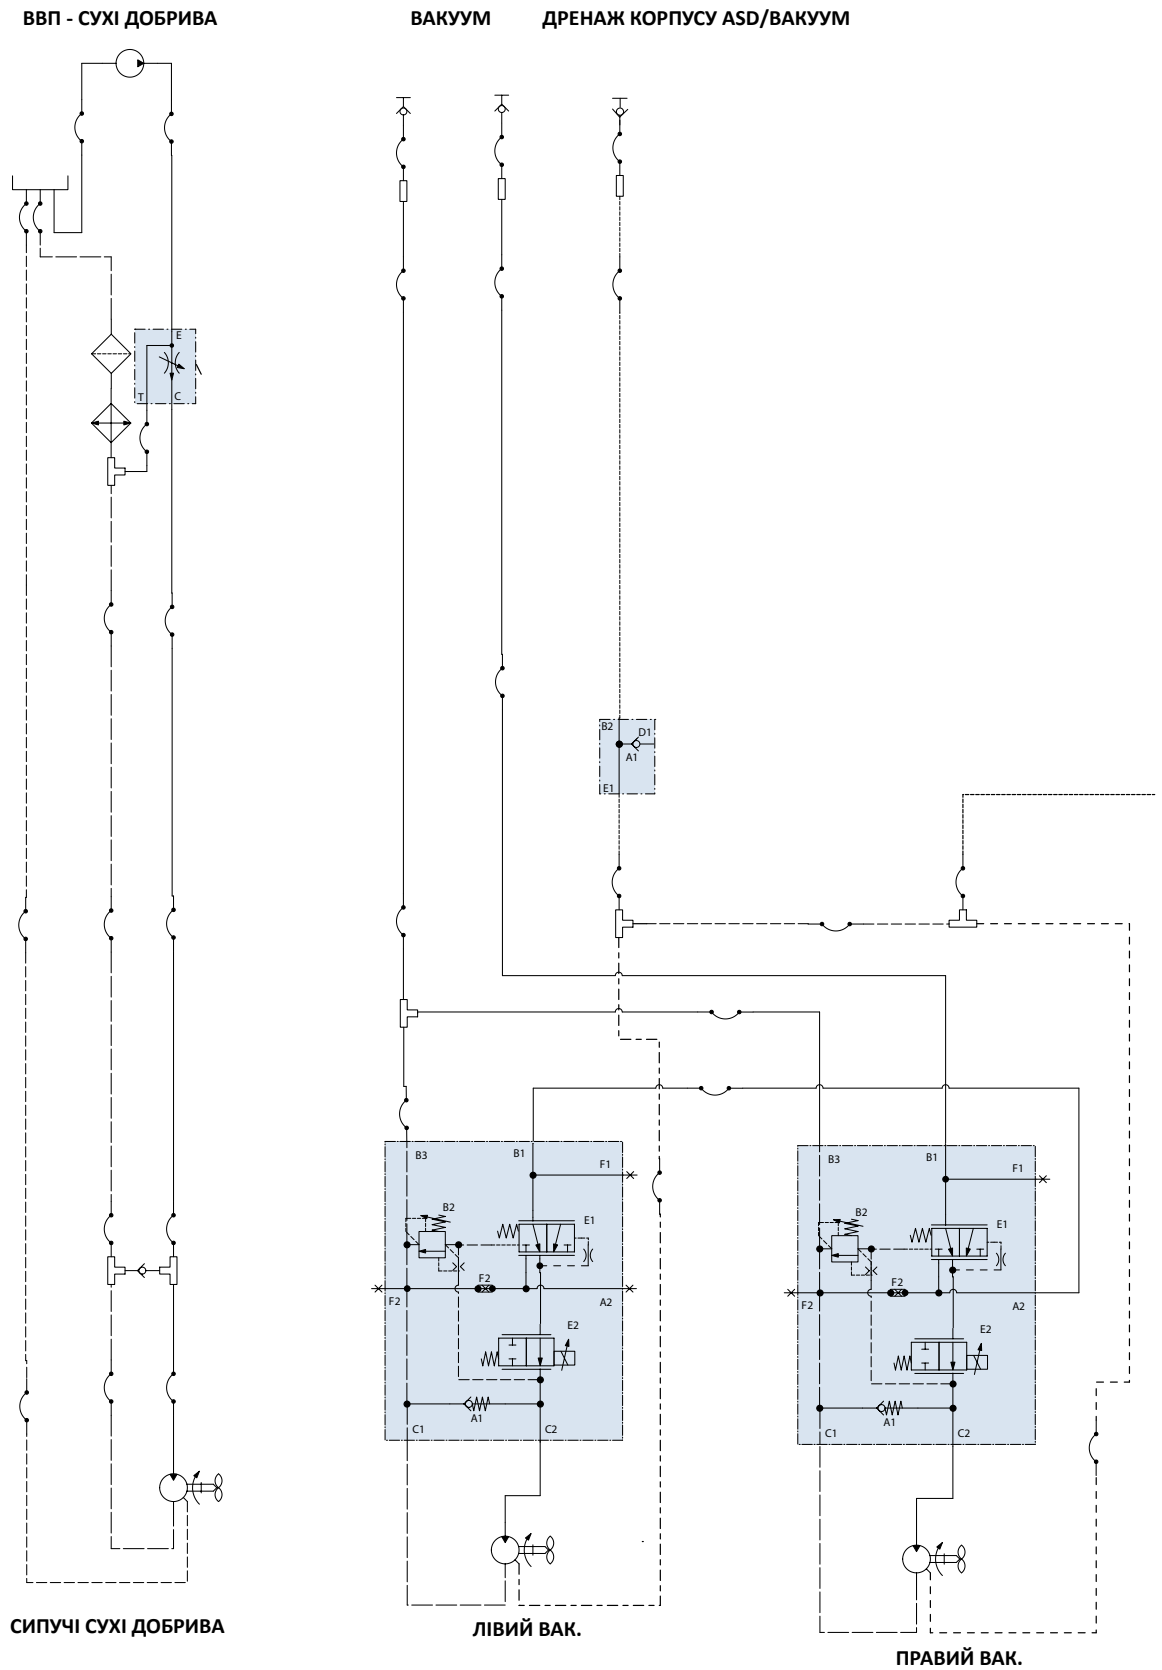 ВВП - СУХІ ДОБРИВА
ВАКУУМ
ДРЕНАЖ КОРПУСУ ASD/ВАКУУМ
E
T
C
B2
D1
A1
E1
B3
B1
F1
B2
E1
F2
F2
A2
E2
A1
C1
C2
B3
B1
F1
B2
E1
F2
F2
A2
E2
A1
C1
C2
СИПУЧІ СУХІ ДОБРИВА
ЛІВИЙ ВАК.
ПРАВИЙ ВАК.